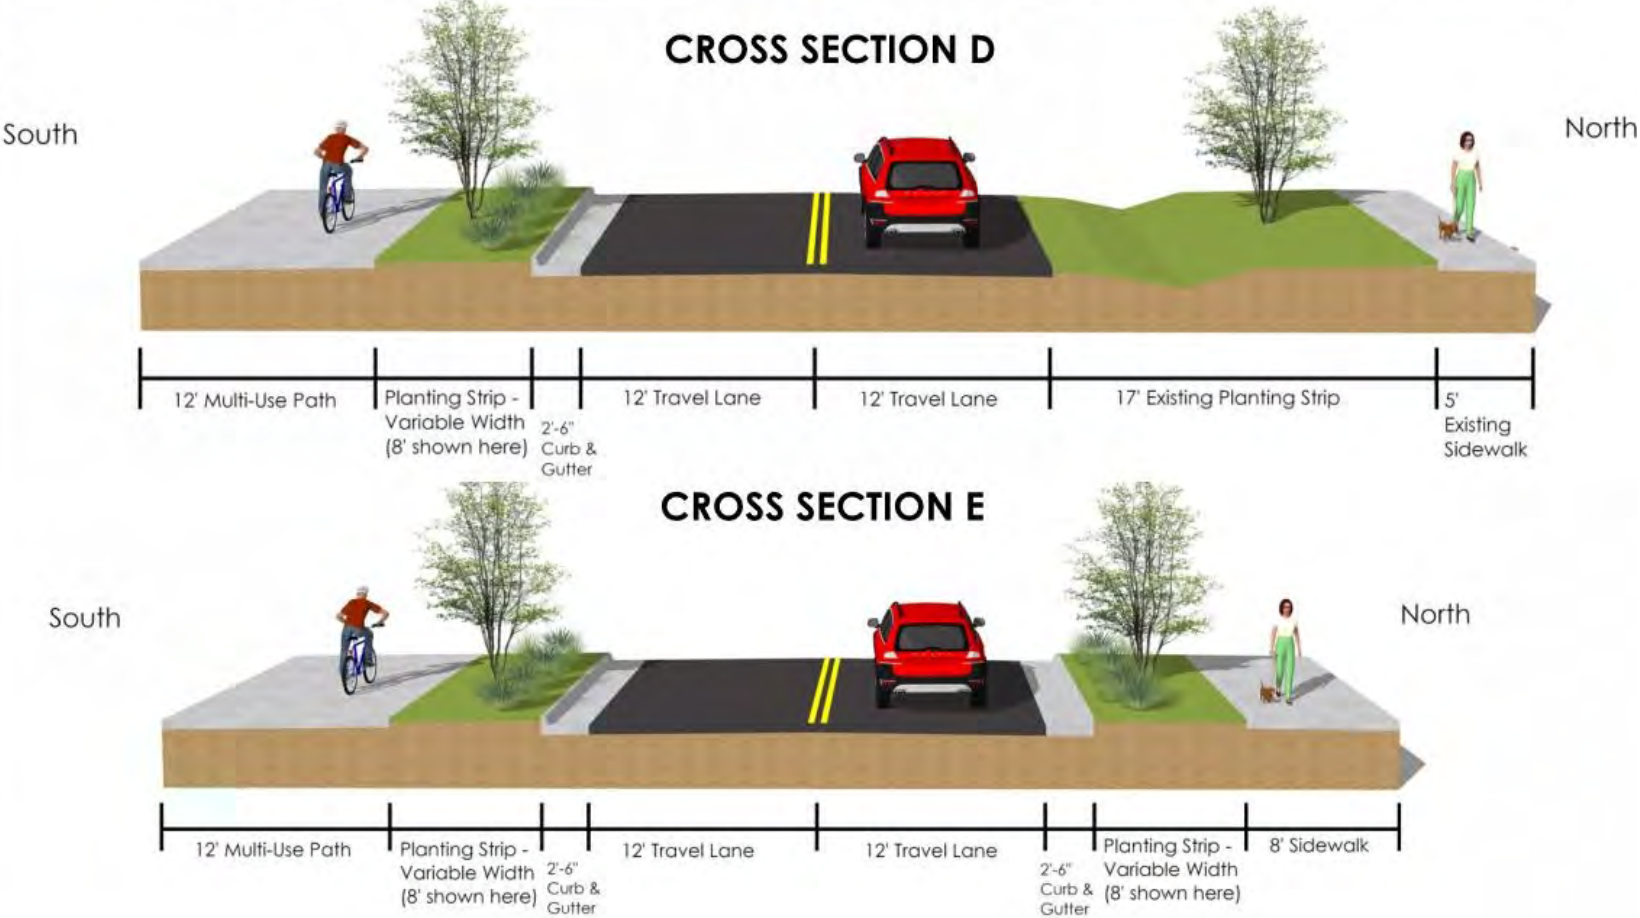 CROSS SECTION D
South
North
12' Multi-Use Path
Planting Strip -
Variable Width
(8' shown here)
2'-6"
Curb &
Gutter
12' Travel Lane
12' Travel Lane
17' Existing Planting Strip
5'
Existing
Sidewalk
CROSS SECTION E
South
North
12' Multi-Use Path
Planting Strip -
Variable Width
(8' shown here)
2'-6"
Curb &
Gutter
12' Travel Lane
12' Travel Lane
2'-6"
Curb &
Gutter
Planting Strip -
Variable Width
(8' shown here)
8' Sidewalk